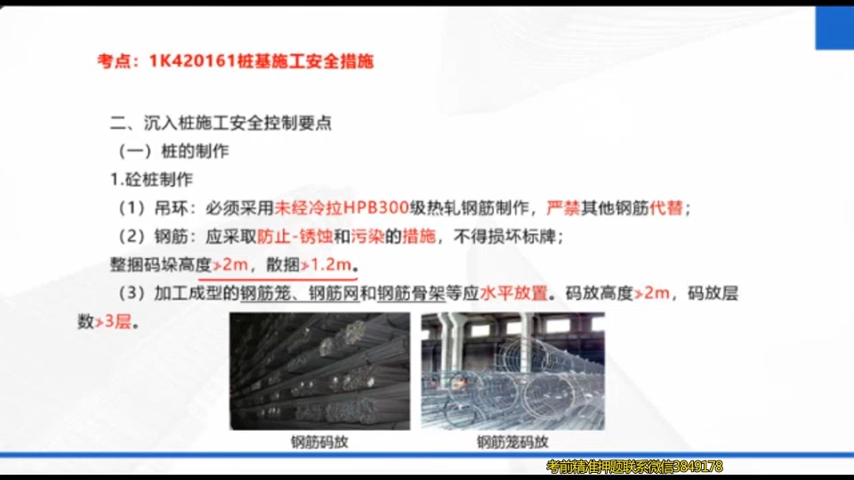 考点：1K420161桩基施工安全措施
二、沉入桩施工安全控制要点
（一）桩的制作
1.砼桩制作
（1）吊环：必须采用未经冷拉HPB300级热轧钢筋制作，严禁其他钢筋代替；
（2）钢筋：应采取防止-锈蚀和污染的措施，不得损坏标牌；
整捆码垛高度≯2m，散捆≯1.2m。
（3）加工成型的钢筋笼、钢筋网和钢筋骨架等应水平放置。码放高度≯2m，码放层
数≯3层。
钢筋码放
钢筋笼码放
考前精准押题联系微信3849178